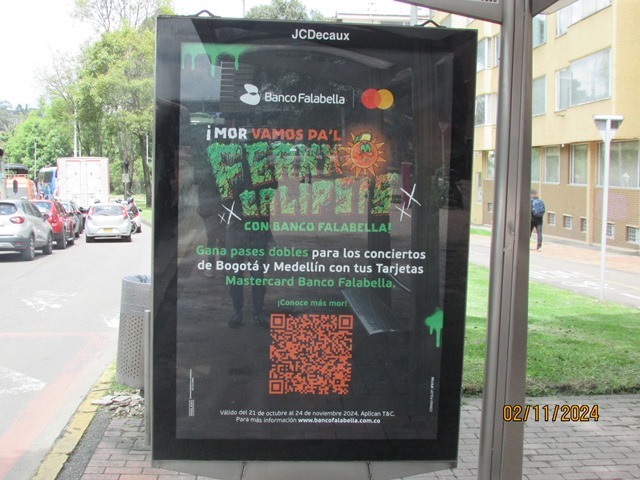 JCDecaux
Banco Falabella
¡MOR VAMOS PA'L
FERXXO
CALIPSIS
CON BANCO FALABELLA!
Gana pases dobles para los conciertos
de Bogotá y Medellín con tus Tarjetas
Mastercard Banco Falabella.
¡Conoce más mor!
Válido del 21 de octubre al 24 de noviembre 2024. Aplican T&C.
Para más información www.bancofalabella.com.co
02/11/2024